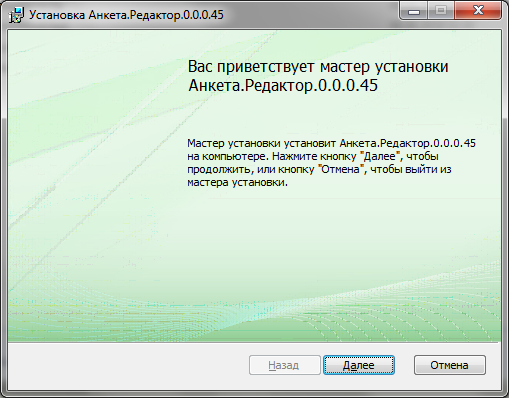 Установка Анкета.Редактор.0.0.0.45
Вас приветствует мастер установки
Анкета.Редактор.0.0.0.45
Мастер установки установит Анкета.Редактор.0.0.0.45
на компьютере. Нажмите кнопку "Далее", чтобы
продолжить, или кнопку "Отмена", чтобы выйти из
мастера установки.
Назад Далее Отмена